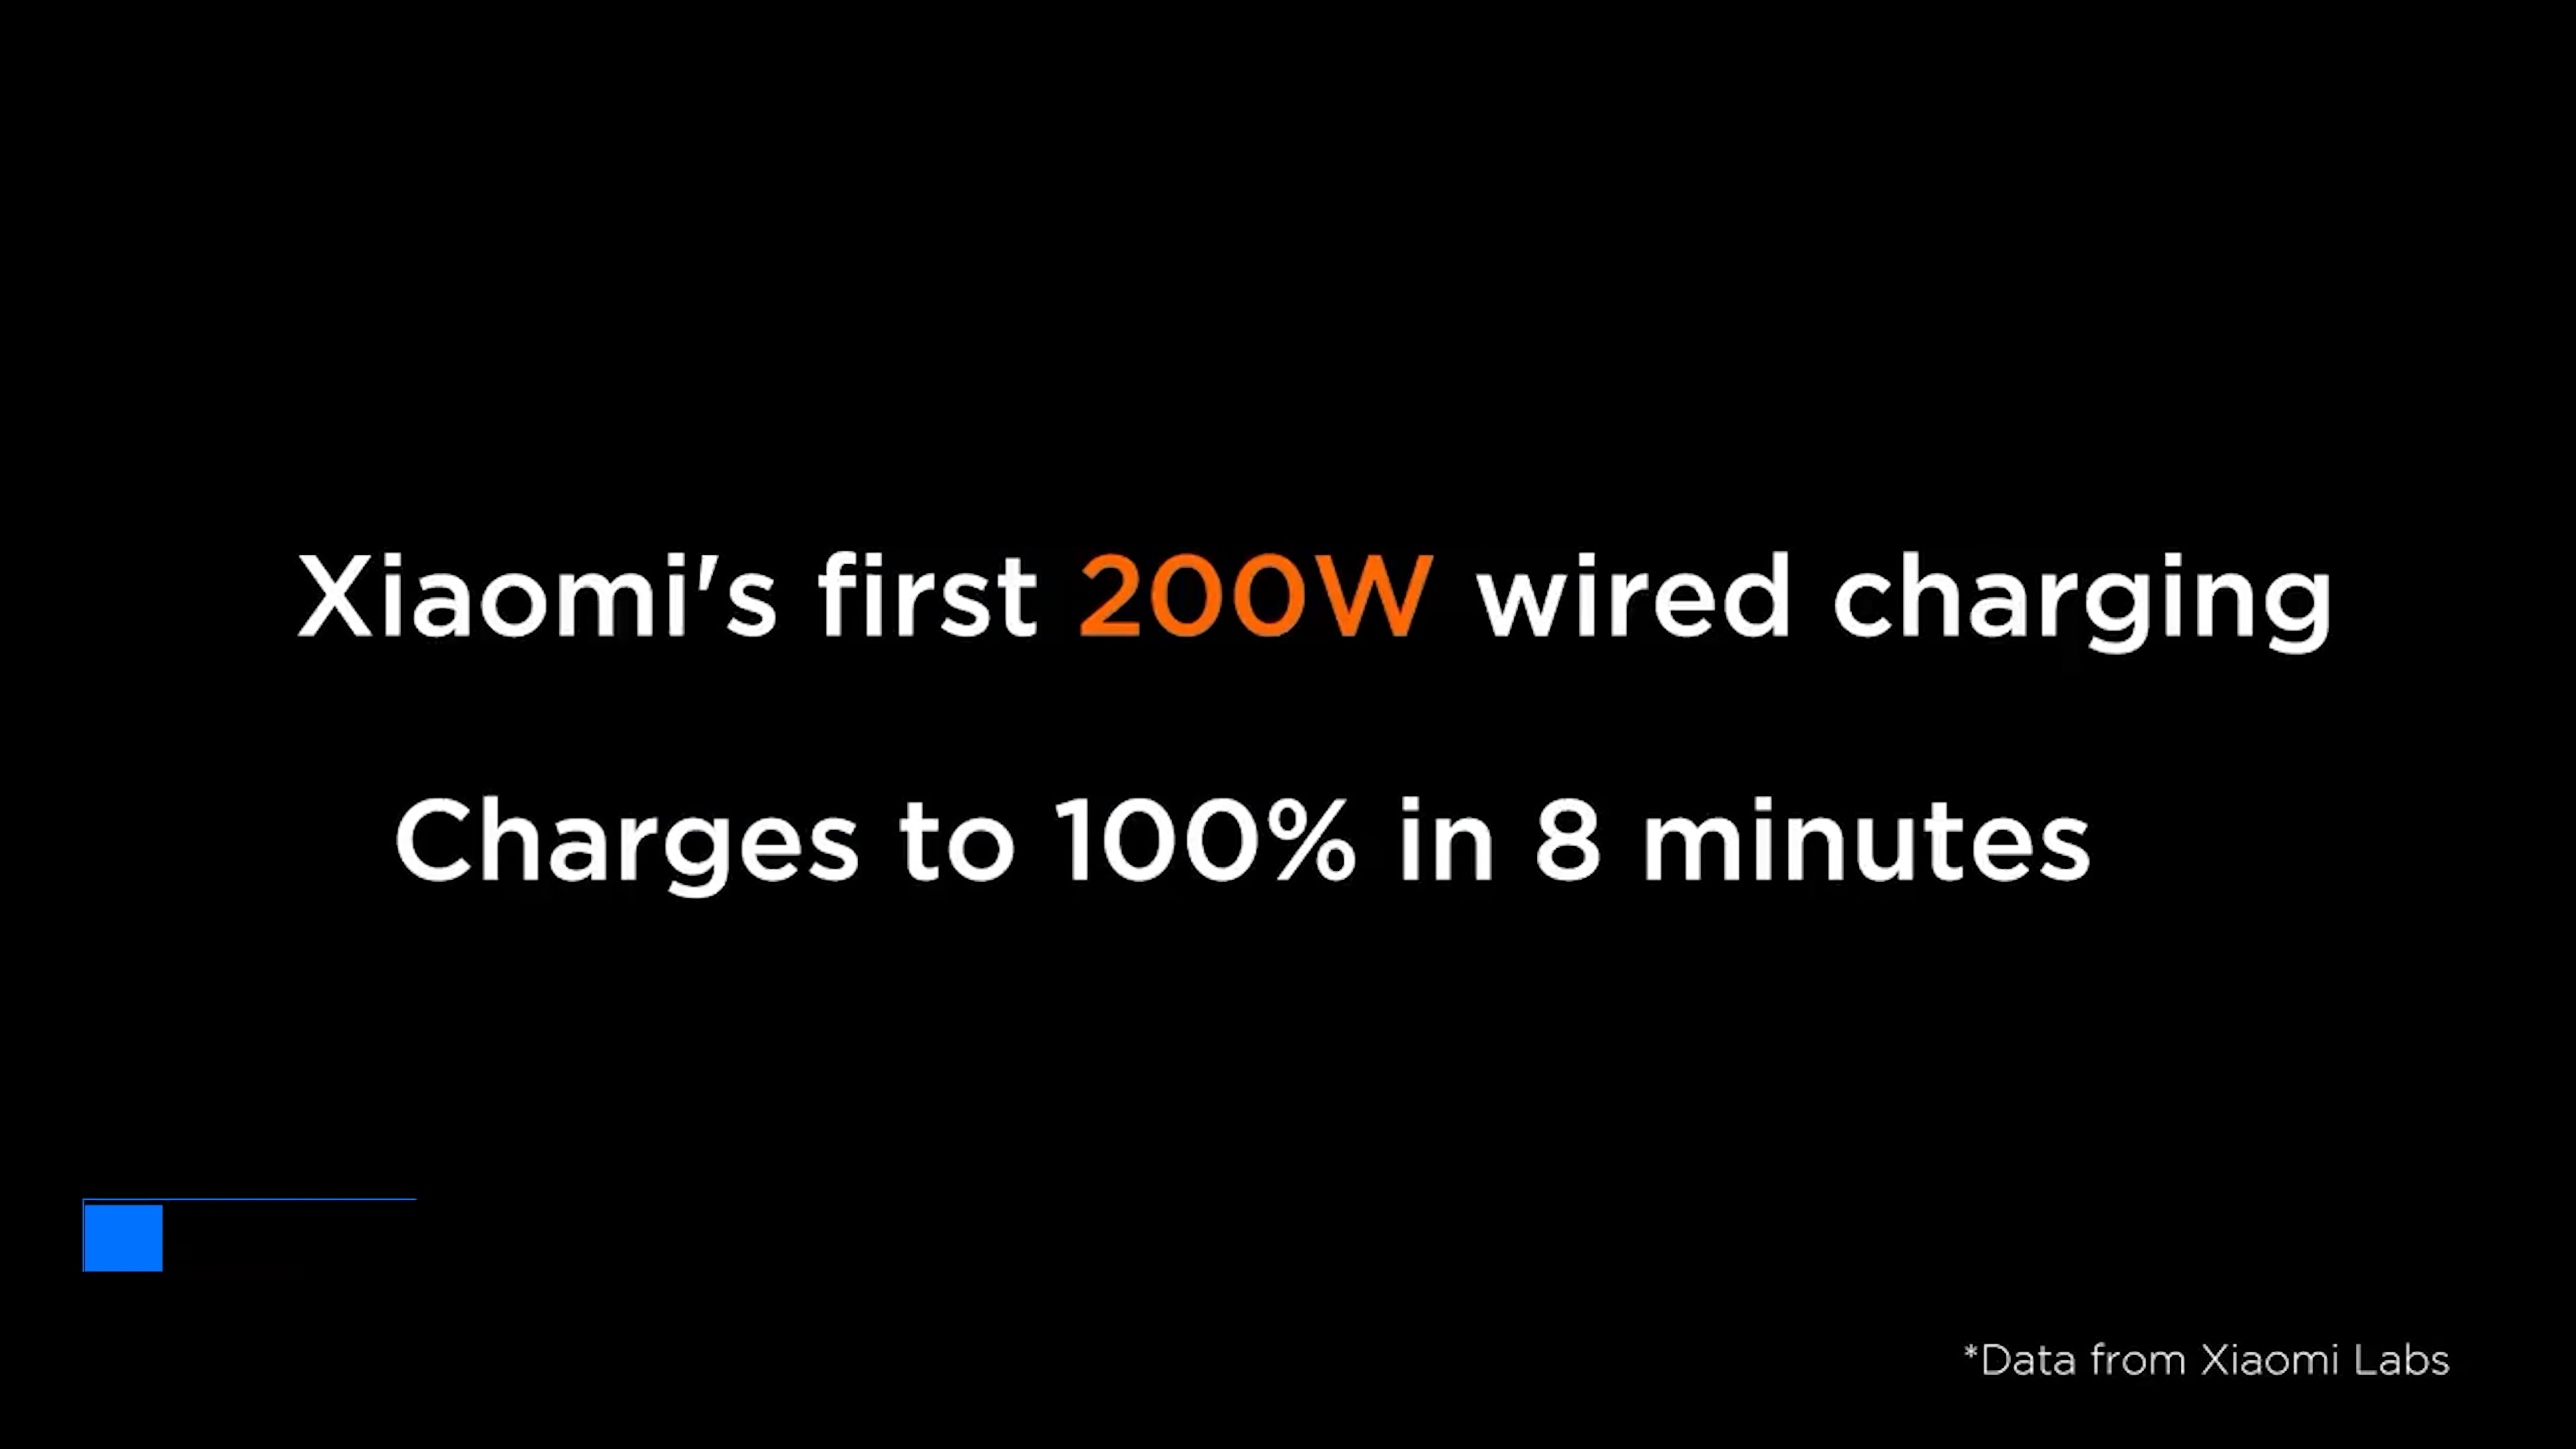 Xiaomi's first 200W wired charging
Charges to 100% in 8 minutes
*Data from Xiaomi Labs